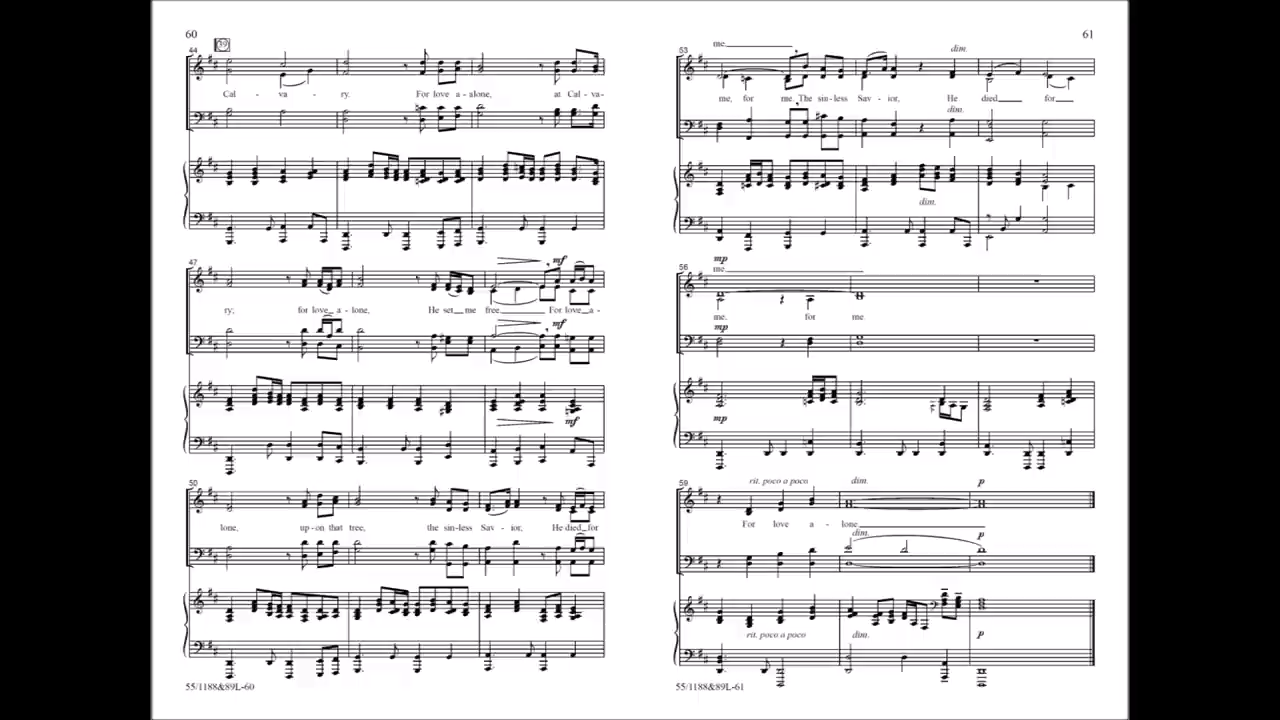 60
44
Cal - va - ry. For love a - alone, at Cal - va -
47
mf
ry; for love a - lone, He set me free. For love a -
mf
mf
50
lone, up - on that tree, the sin - less Sav - ior, He died for
55/1188&89L-60
61
me
53
dim.
me, for me. The sin - less Sav - ior, He died for
dim.
dim.
mp
me
56
me, for me.
mp
mp
rit. poco a poco dim. p
59
For love a - lone
dim. p
rit. poco a poco dim. p
55/1188&89L-61